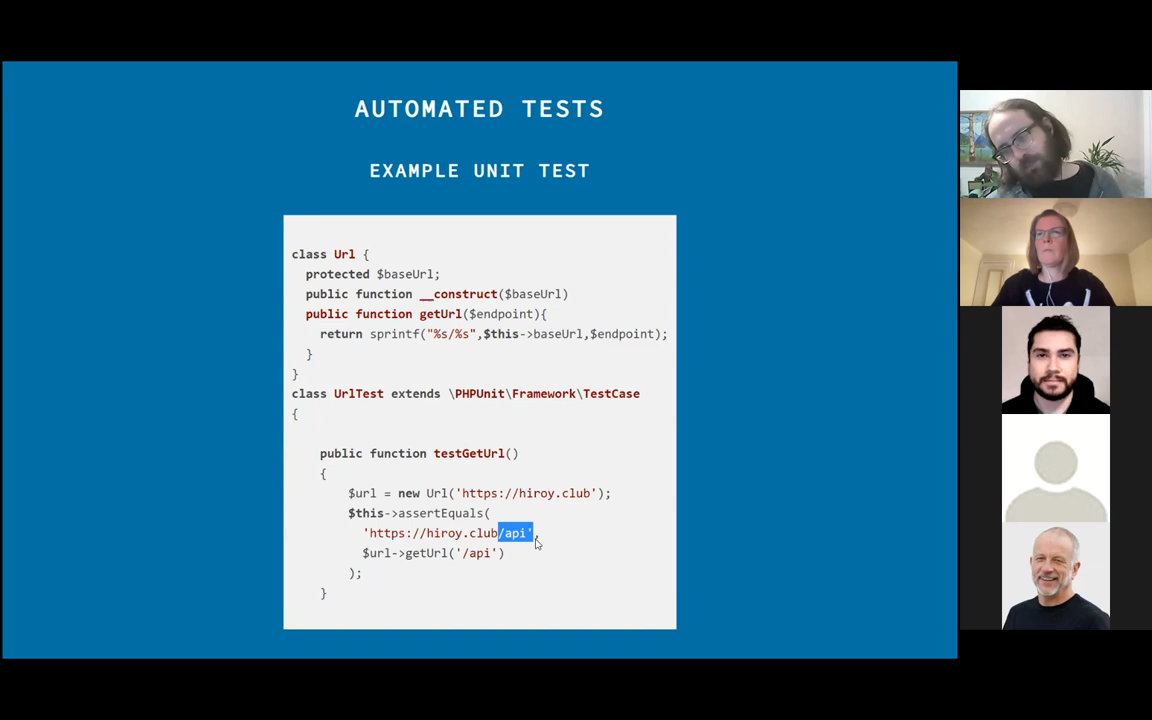 AUTOMATED TESTS
EXAMPLE UNIT TEST
class Url {
protected $baseUrl;
public function __construct($baseUrl)
public function getUrl($endpoint){
return sprintf("%s/%s",$this->baseUrl,$endpoint);
}
}
class UrlTest extends \PHPUnit\Framework\TestCase
{
public function testGetUrl()
{
$url = new Url('https://hiroy.club');
$this->assertEquals(
'https://hiroy.club/api',
$url->getUrl('/api')
);
}